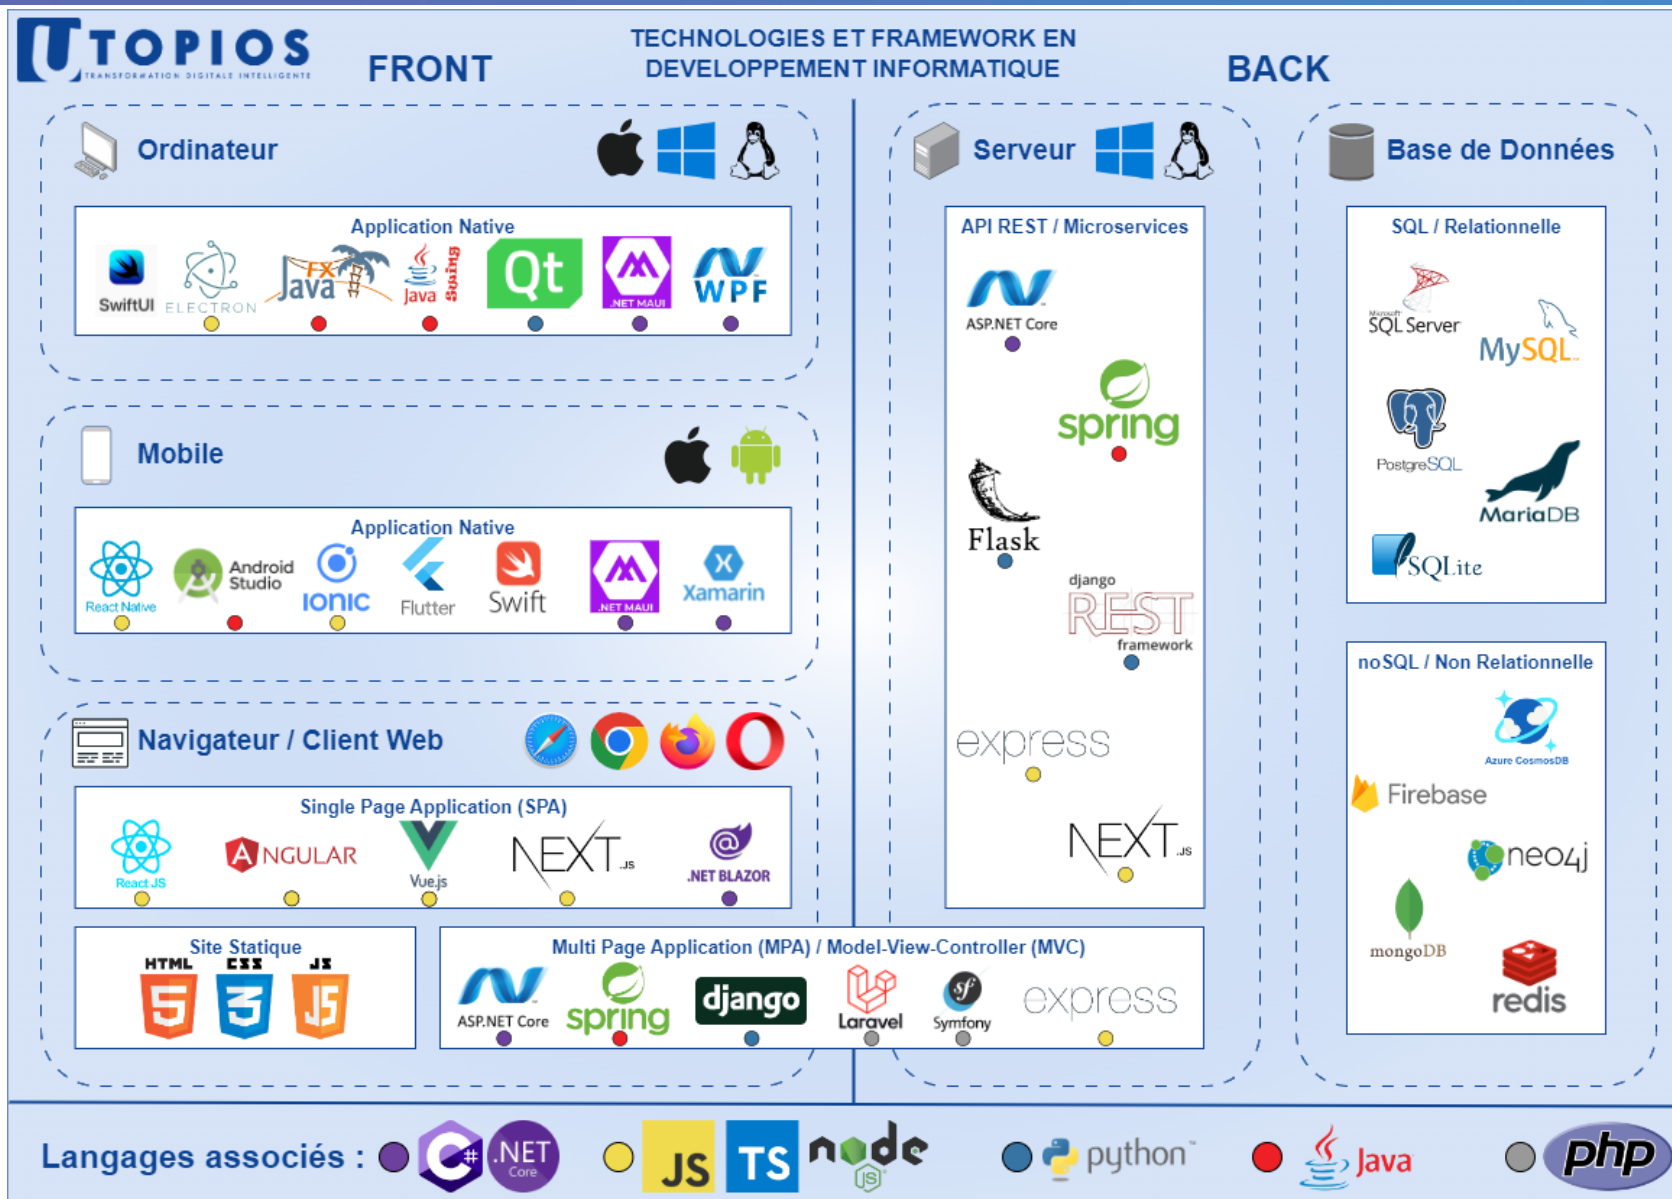 UTOPIOS
TRANSFORMATION DIGITALE INTELLIGENTE
FRONT
TECHNOLOGIES ET FRAMEWORK EN
DEVELOPPEMENT INFORMATIQUE
BACK
Ordinateur
Application Native
SwiftUI
ELECTRON
Java FX
Java Swing
Qt
.NET MAUI
WPF
Mobile
Application Native
React Native
Android
Studio
IONIC
Flutter
Swift
.NET MAUI
Xamarin
Navigateur / Client Web
Single Page Application (SPA)
React JS
ANGULAR
Vue.js
NEXT.JS
@
.NET BLAZOR
Site Statique
HTML
5
CSS
3
JS
JS
Multi Page Application (MPA) / Model-View-Controller (MVC)
ASP.NET Core
spring
django
Laravel
sf
Symfony
express
Serveur
API REST / Microservices
ASP.NET Core
spring
Flask
django
REST
framework
express
NEXT.JS
Base de Données
SQL / Relationnelle
Microsoft
SQL Server
MySQL
PostgreSQL
MariaDB
SQLite
noSQL / Non Relationnelle
Azure CosmosDB
Firebase
neo4j
mongoDB
redis
Langages associés :
C#
.NET
Core
JS
TS
node
JS
python
Java
php